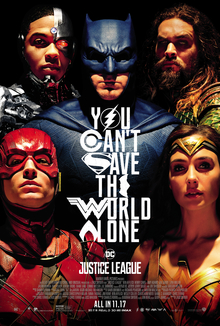 YOU
CAN'T
SAVE
THE
WORLD
ALONE
DC
JUSTICE LEAGUE
ALL IN 11.17